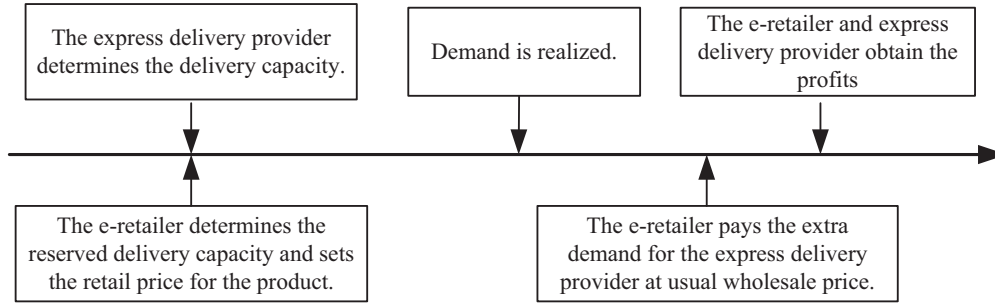 The express delivery provider
determines the delivery capacity.
Demand is realized.
The e-retailer and express
delivery provider obtain the
profits
The e-retailer determines the
reserved delivery capacity and sets
the retail price for the product.
The e-retailer pays the extra
demand for the express delivery
provider at usual wholesale price.